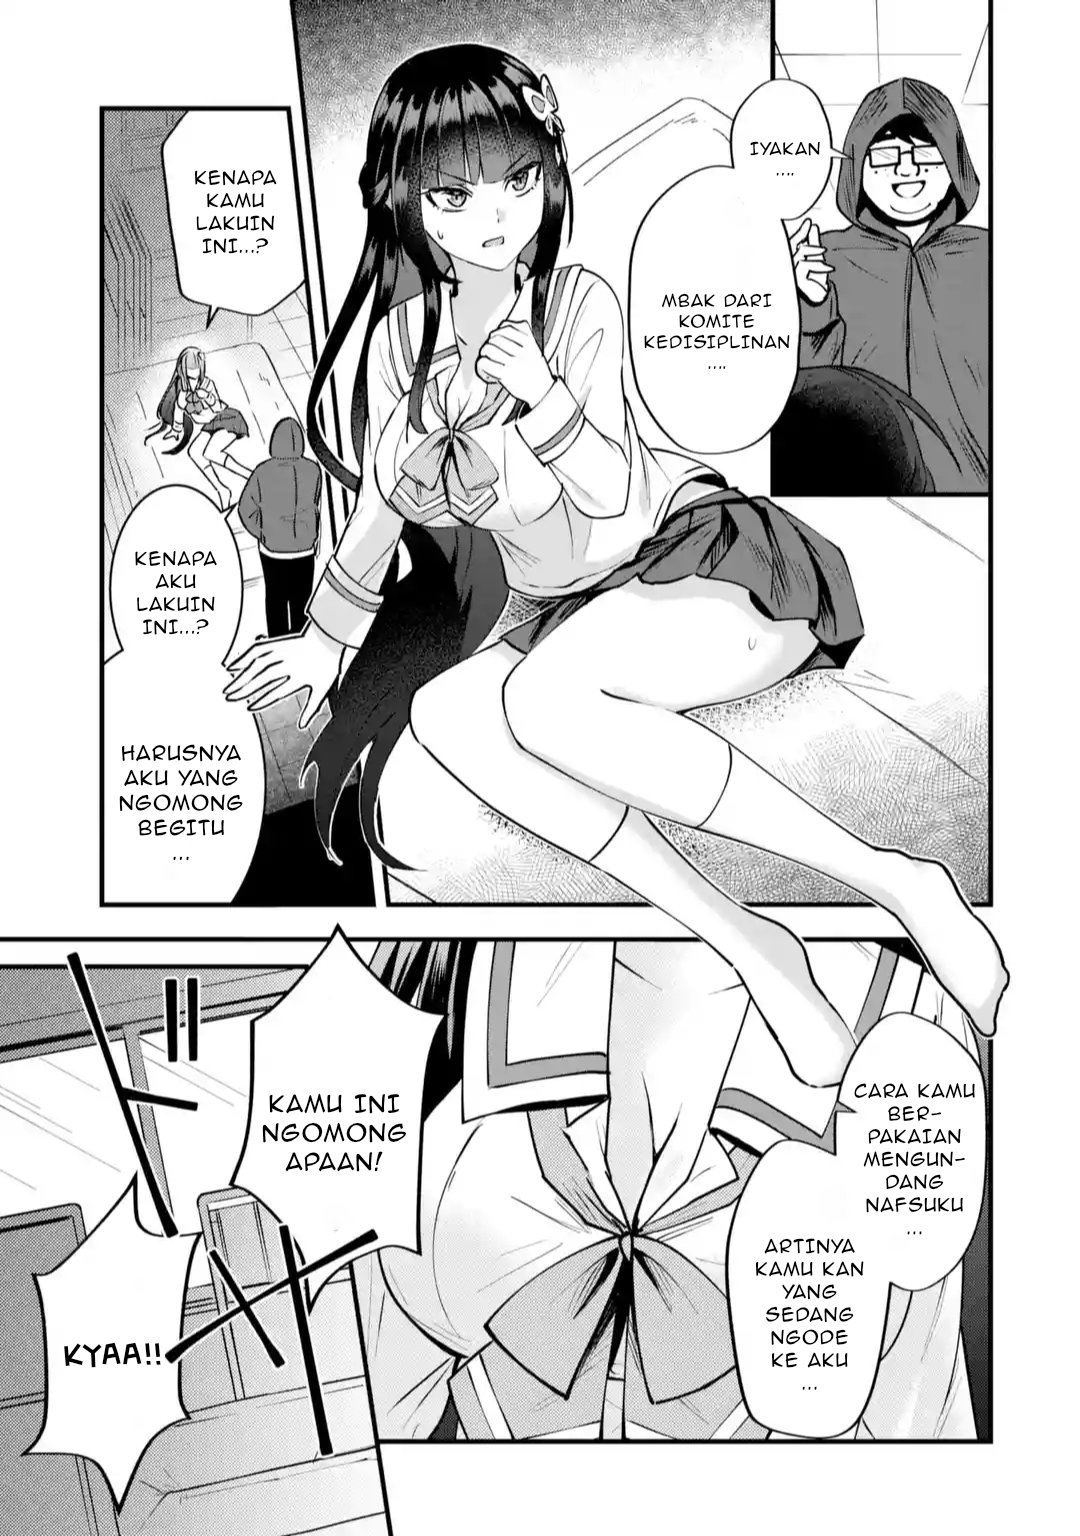 IYAKAN
....
MBAK DARI
KOMITE
KEDISIPLINAN
....
KENAPA
KAMU
LAKUIN
INI...?
KENAPA
AKU
LAKUIN
INI...?
HARUSNYA
AKU YANG
NGOMONG
BEGITU
...
CARA KAMU
BER-
PAKAIAN
MENGUN-
DANG
NAFSUKU
...
ARTINYA
KAMU KAN
YANG
SEDANG
NGODE
KE AKU
...
KAMU INI
NGOMONG
APAAN!
KYAA!!